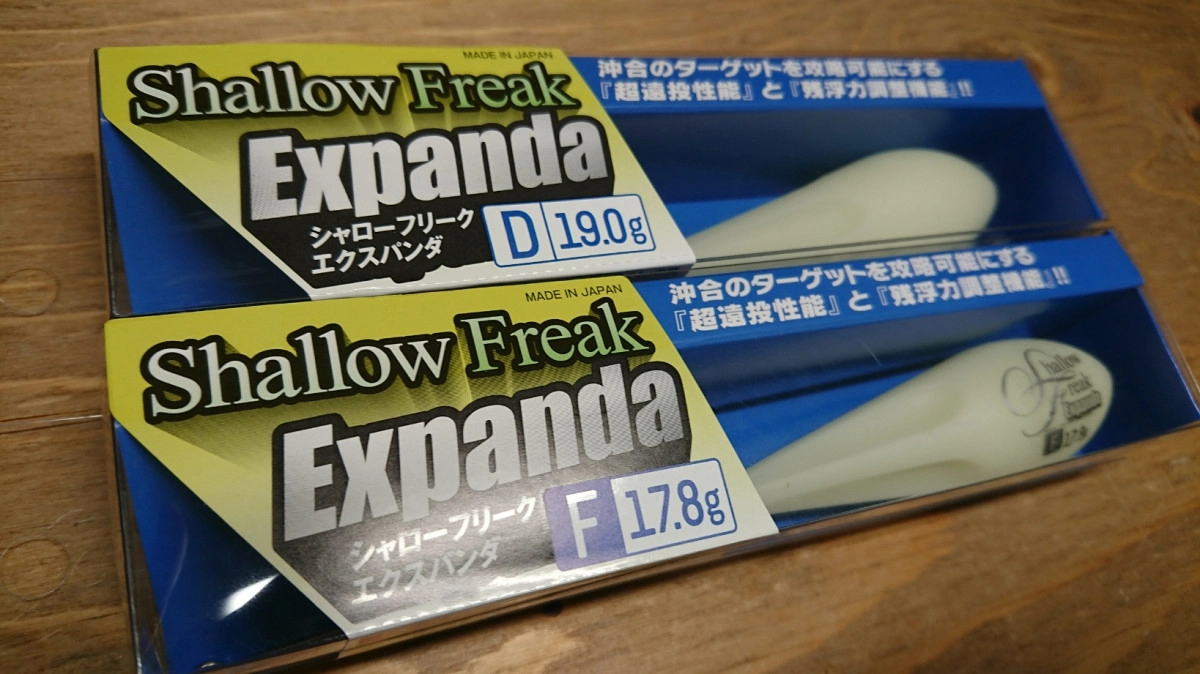 MADE IN JAPAN
Shallow Freak
Expanda
シャローフリーク
エクスパンダ
D 19.0g
沖合のターゲットを攻略可能にする
『超遠投性能』と『残浮力調整機能』!!
MADE IN JAPAN
Shallow Freak
Expanda
シャローフリーク
エクスパンダ
F 17.8g
沖合のターゲットを攻略可能にする
『超遠投性能』と『残浮力調整機能』!!
Shallow
Freak
Expanda
F 17.8